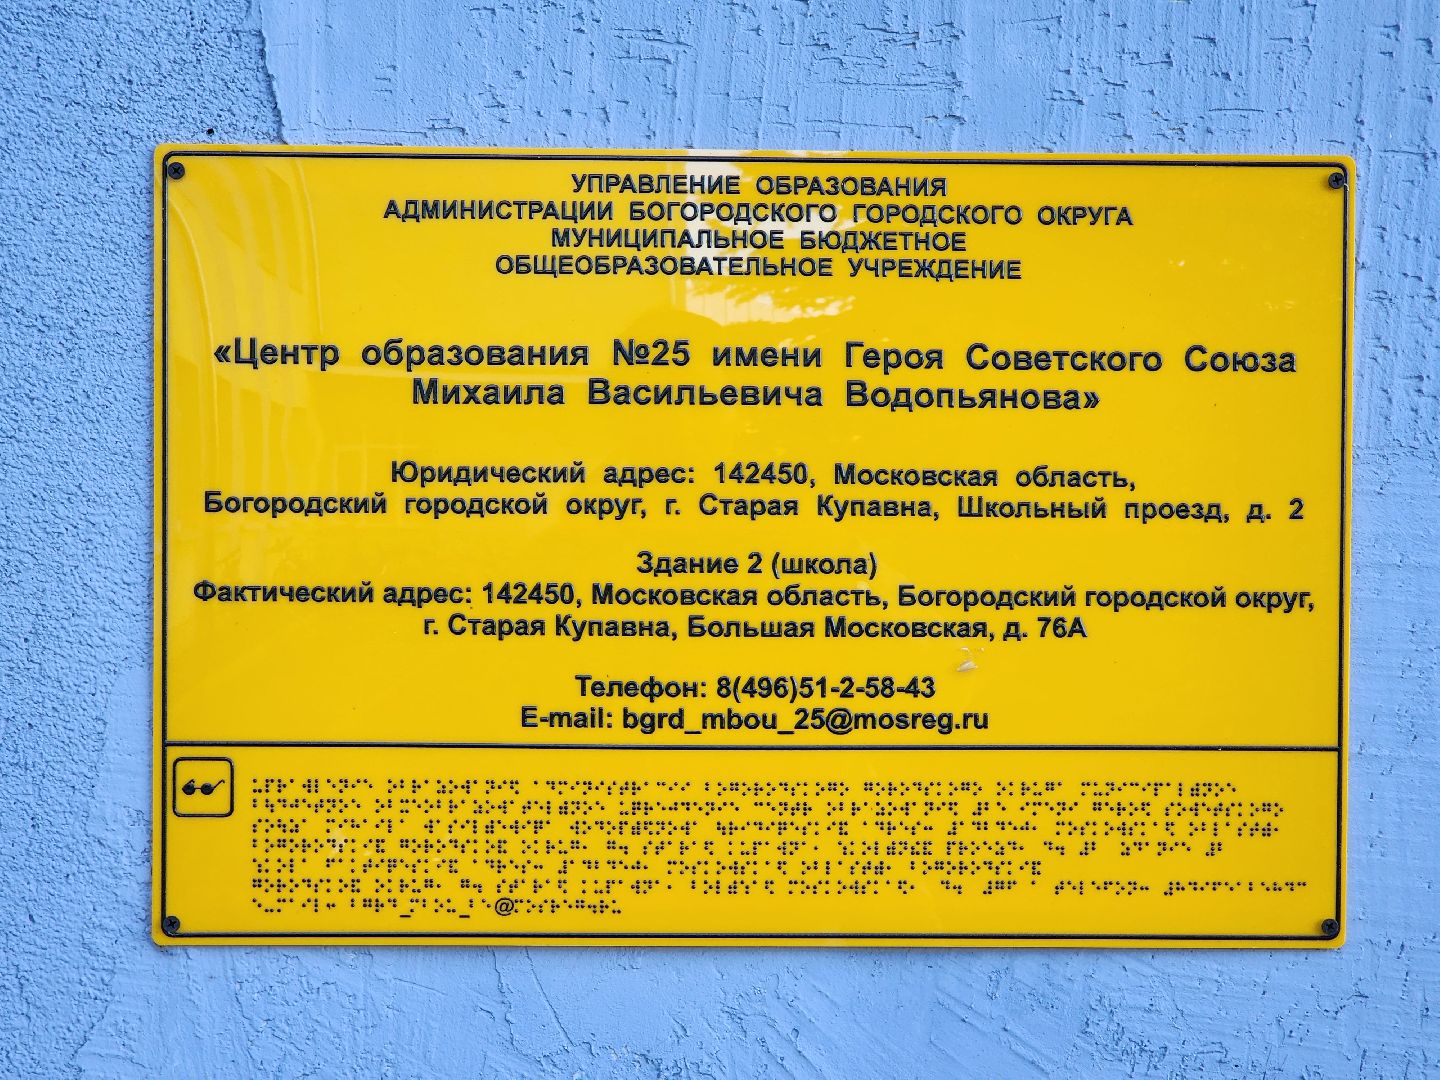 УПРАВЛЕНИЕ ОБРАЗОВАНИЯ
АДМИНИСТРАЦИИ БОГОРОДСКОГО ГОРОДСКОГО ОКРУГА
МУНИЦИПАЛЬНОЕ БЮДЖЕТНОЕ
ОБЩЕОБРАЗОВАТЕЛЬНОЕ УЧРЕЖДЕНИЕ
«Центр образования №25 имени Героя Советского Союза
Михаила Васильевича Водопьянова»
Юридический адрес: 142450, Московская область,
Богородский городской округ, г. Старая Купавна, Школьный проезд, д. 2
Здание 2 (школа)
Фактический адрес: 142450, Московская область, Богородский городской округ,
г. Старая Купавна, Большая Московская, д. 76А
Телефон: 8(496)51-2-58-43
E-mail: bgrd_mbou_25@mosreg.ru